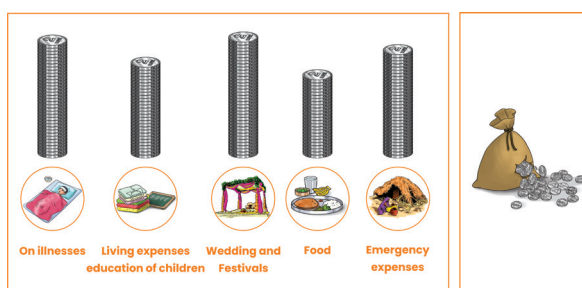 On illnesses
Living expenses
education of children
Wedding and
Festivals
Food
Emergency
expenses